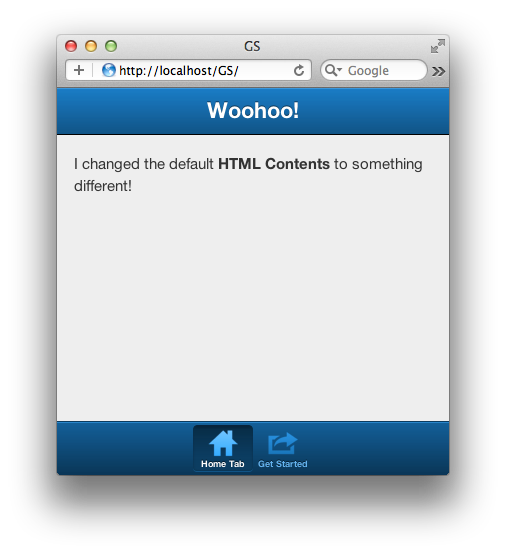 GS
http://localhost/GS/
Google
Woohoo!
I changed the default HTML Contents to something
different!
Home Tab
Get Started